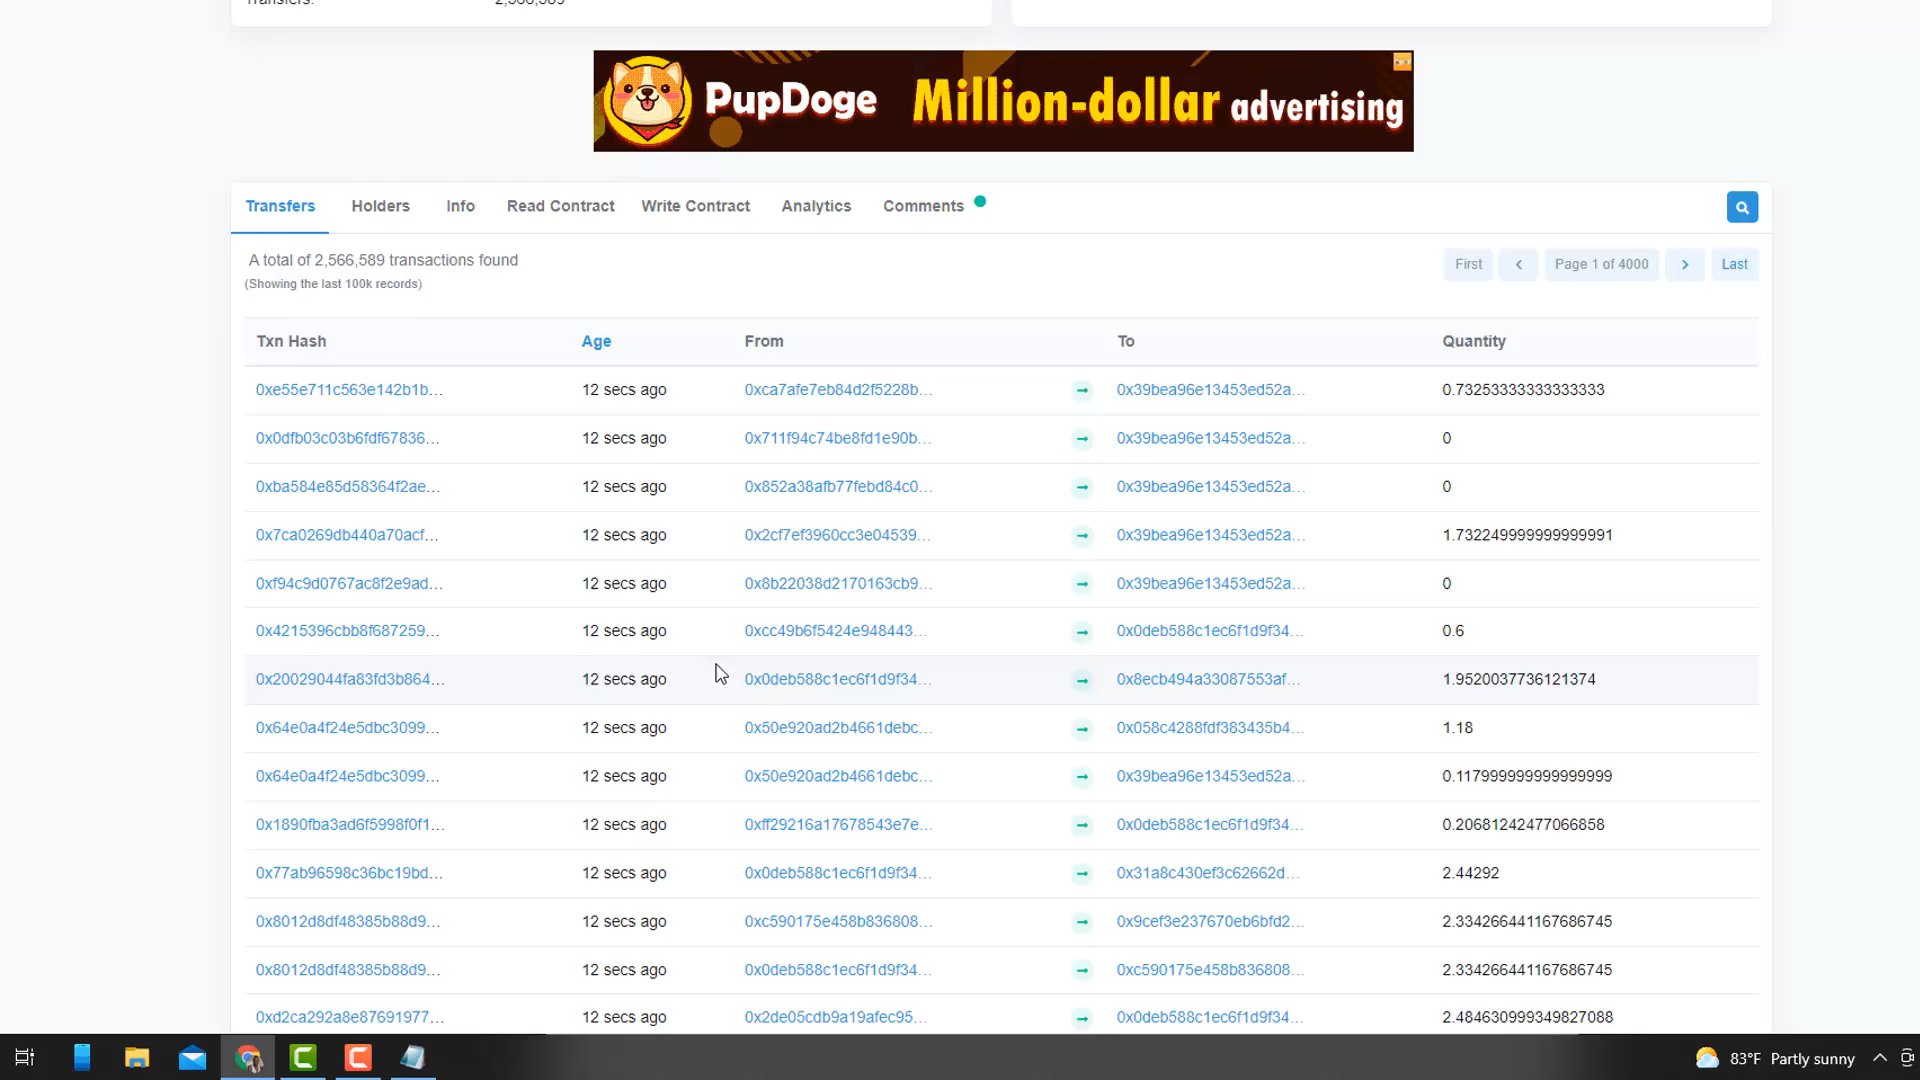 Transfers: 2,566,589
PupDoge Million-dollar advertising
Transfers Holders Info Read Contract Write Contract Analytics Comments
A total of 2,566,589 transactions found
(Showing the last 100k records)
First Page 1 of 4000 Last
Txn Hash Age From To Quantity
0xe55e711c563e142b1b... 12 secs ago 0xca7afe7eb84d2f5228b... 0x39bea96e13453ed52a... 0.73253333333333333
0x0dfb03c03b6fdf67836... 12 secs ago 0x711f94c74be8fd1e90b... 0x39bea96e13453ed52a... 0
0xba584e85d58364f2ae... 12 secs ago 0x852a38afb77febd84c0... 0x39bea96e13453ed52a... 0
0x7ca0269db440a70acf... 12 secs ago 0x2cf7ef3960cc3e04539... 0x39bea96e13453ed52a... 1.732249999999999991
0xf94c9d0767ac8f2e9ad... 12 secs ago 0x8b22038d2170163cb9... 0x39bea96e13453ed52a... 0
0x4215396cbb8f687259... 12 secs ago 0xcc49b6f5424e948443... 0x0deb588c1ec6f1d9f34... 0.6
0x20029044fa83fd3b864... 12 secs ago 0x0deb588c1ec6f1d9f34... 0x8ecb494a33087553af... 1.9520037736121374
0x64e0a4f24e5dbc3099... 12 secs ago 0x50e920ad2b4661debc... 0x058c4288fdf383435b4... 1.18
0x64e0a4f24e5dbc3099... 12 secs ago 0x50e920ad2b4661debc... 0x39bea96e13453ed52a... 0.117999999999999999
0x1890fba3ad6f5998f0f1... 12 secs ago 0xff29216a17678543e7e... 0x0deb588c1ec6f1d9f34... 0.20681242477066858
0x77ab96598c36bc19bd... 12 secs ago 0x0deb588c1ec6f1d9f34... 0x31a8c430ef3c62662d... 2.44292
0x8012d8df48385b88d9... 12 secs ago 0xc590175e458b836808... 0x9cef3e237670eb6bfd2... 2.334266441167686745
0x8012d8df48385b88d9... 12 secs ago 0x0deb588c1ec6f1d9f34... 0xc590175e458b836808... 2.334266441167686745
0xd2ca292a8e87691977... 12 secs ago 0x2de05cdb9a19afec95... 0x0deb588c1ec6f1d9f34... 2.484630999349827088
83°F Partly sunny